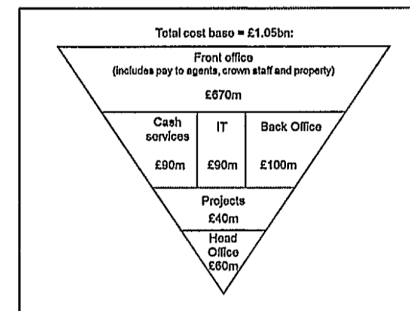 Total cost base = £1.05bn:
Front office
(includes pay to agents, crown staff and property)
£670m
Cash
services
£90m
IT
£90m
Back Office
£100m
Projects
£40m
Head
Office
£60m